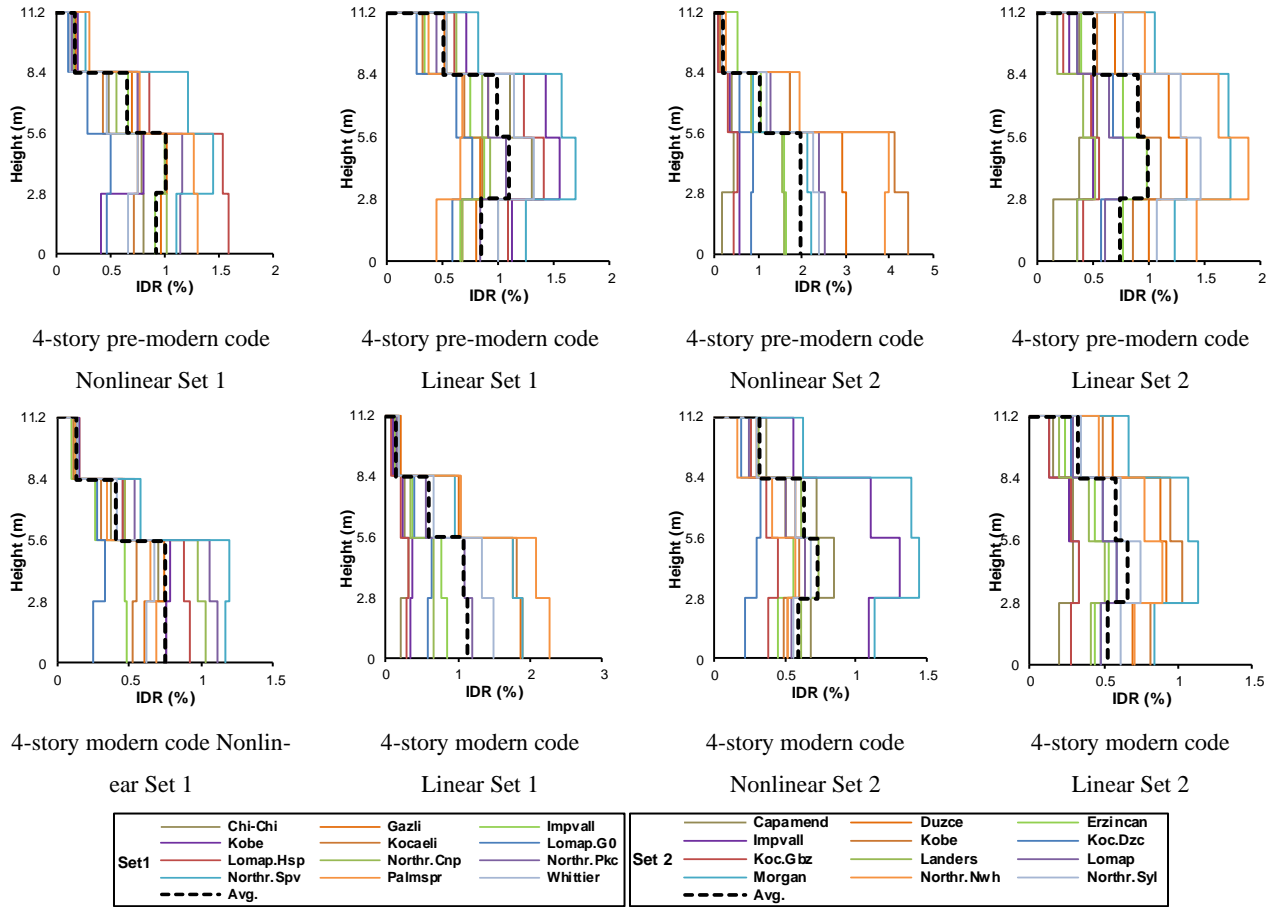 11.2
8.4
5.6
2.8
0
Height (m)
0 0.5 1 1.5 2
IDR (%)
4-story pre-modern code
Nonlinear Set 1
11.2
8.4
5.6
2.8
0
Height (m)
0 0.5 1 1.5 2
IDR (%)
4-story pre-modern code
Linear Set 1
11.2
8.4
5.6
2.8
0
Height (m)
0 1 2 3 4 5
IDR (%)
4-story pre-modern code
Nonlinear Set 2
11.2
8.4
5.6
2.8
0
Height (m)
0 0.5 1 1.5 2
IDR (%)
4-story pre-modern code
Linear Set 2
11.2
8.4
5.6
2.8
0
Height (m)
0 0.5 1 1.5
IDR (%)
4-story modern code Nonlin-
ear Set 1
11.2
8.4
5.6
2.8
0
Height (m)
0 1 2 3
IDR (%)
4-story modern code
Linear Set 1
11.2
8.4
5.6
2.8
0
Height (m)
0 0.5 1 1.5
IDR (%)
4-story modern code
Nonlinear Set 2
11.2
8.4
5.6
2.8
0
Height (m)
0 0.5 1 1.5
IDR (%)
4-story modern code
Linear Set 2
Set1
Chi-Chi Gazli Impvall
Kobe Kocaeli Lomap.G0
Lomap.Hsp Northr.Cnp Northr.Pkc
Northr.Spv Palmspr Whittier
Avg.
Set 2
Capamend Duzce Erzincan
Impvall Kobe Koc.Dzc
Koc.Gbz Landers Lomap
Morgan Northr.Nwh Northr.Syl
Avg.